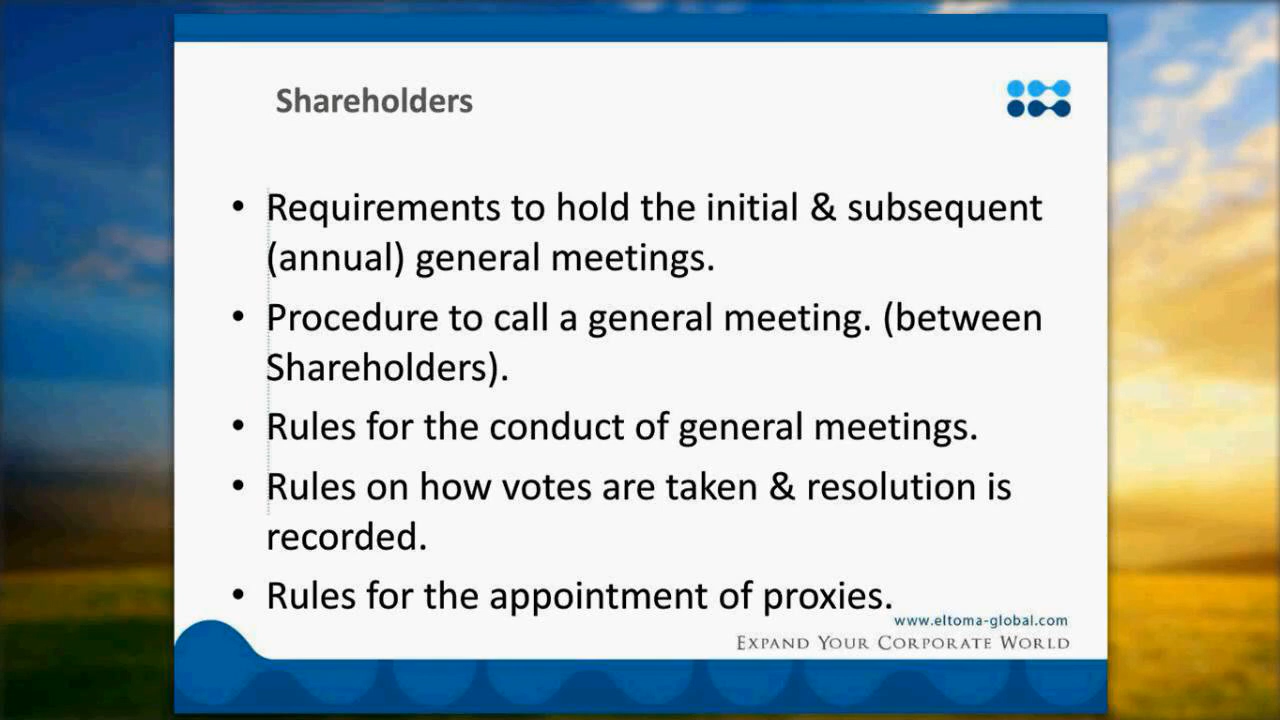 Shareholders
• Requirements to hold the initial & subsequent
(annual) general meetings.
• Procedure to call a general meeting. (between
Shareholders).
• Rules for the conduct of general meetings.
• Rules on how votes are taken & resolution is
recorded.
• Rules for the appointment of proxies.
www.eltoma-global.com
EXPAND YOUR CORPORATE WORLD